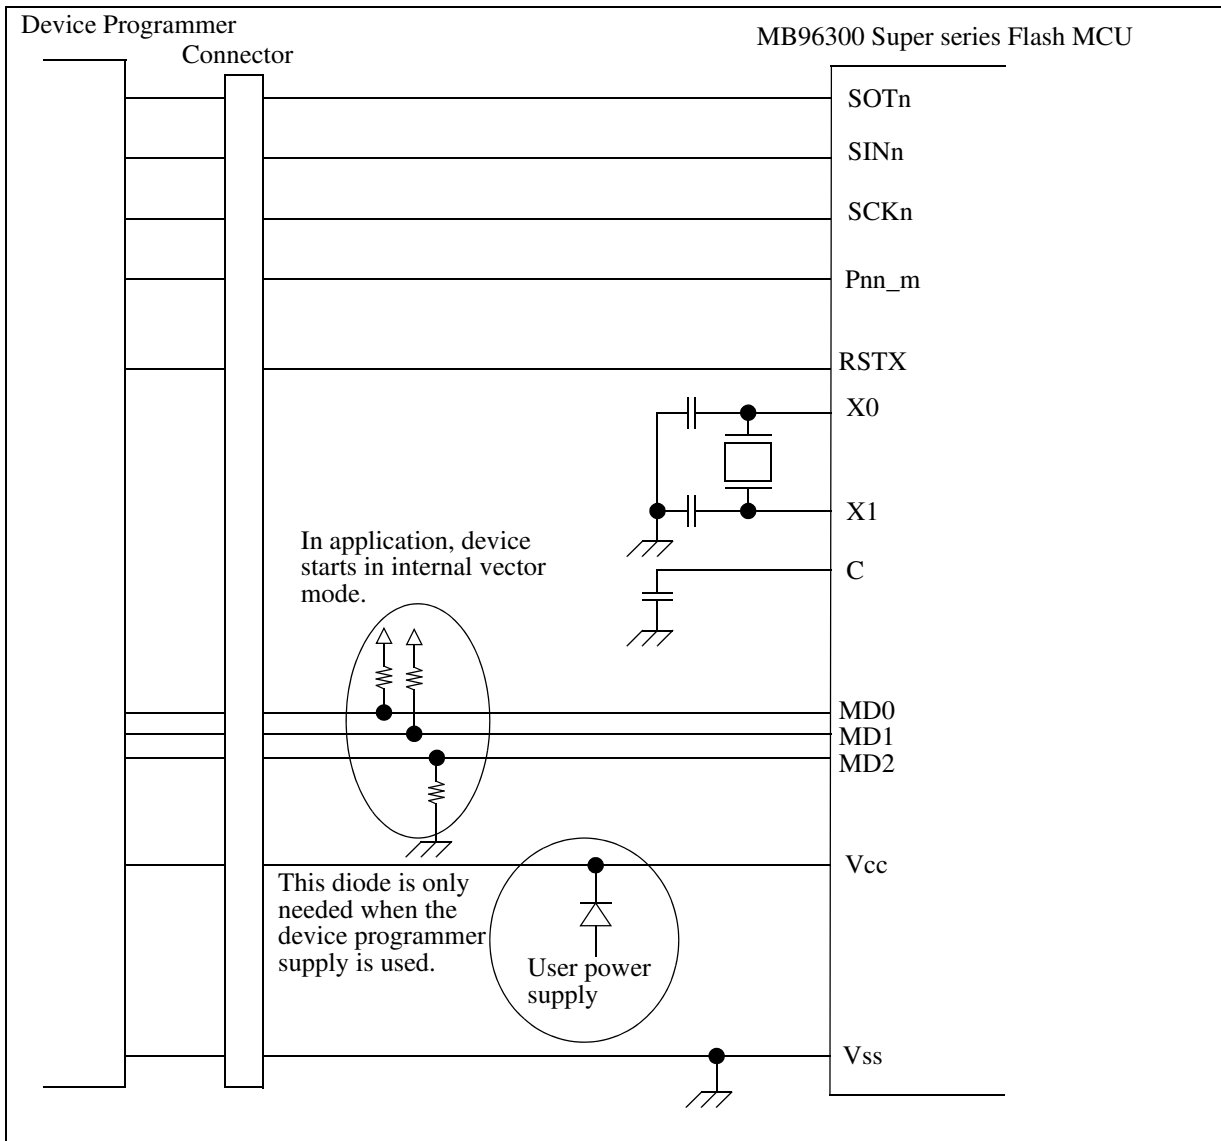 Device Programmer
Connector
MB96300 Super series Flash MCU
SOTn
SINn
SCKn
Pnn_m
RSTX
X0
X1
In application, device
starts in internal vector
mode.
C
MD0
MD1
MD2
Vcc
This diode is only
needed when the
device programmer
supply is used.
User power
supply
Vss